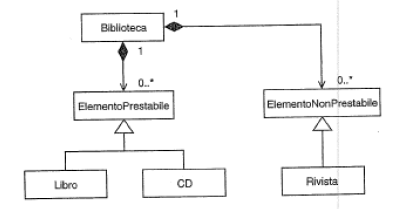 Biblioteca
1
1
0..*
0..*
ElementoPrestabile
ElementoNonPrestabile
Libro
CD
Rivista